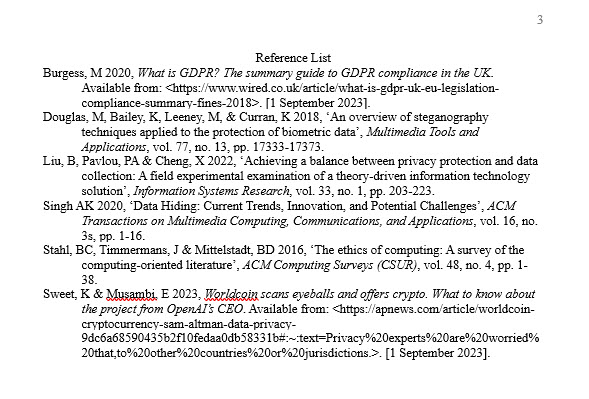 3
Reference List
Burgess, M 2020, What is GDPR? The summary guide to GDPR compliance in the UK.
Available from: <https://www.wired.co.uk/article/what-is-gdpr-uk-eu-legislation-
compliance-summary-fines-2018>. [1 September 2023].
Douglas, M, Bailey, K, Leeney, M, & Curran, K 2018, ‘An overview of steganography
techniques applied to the protection of biometric data’, Multimedia Tools and
Applications, vol. 77, no. 13, pp. 17333-17373.
Liu, B, Pavlou, PA & Cheng, X 2022, ‘Achieving a balance between privacy protection and data
collection: A field experimental examination of a theory-driven information technology
solution’, Information Systems Research, vol. 33, no. 1, pp. 203-223.
Singh AK 2020, ‘Data Hiding: Current Trends, Innovation, and Potential Challenges’, ACM
Transactions on Multimedia Computing, Communications, and Applications, vol. 16, no.
3s, pp. 1-16.
Stahl, BC, Timmermans, J & Mittelstadt, BD 2016, ‘The ethics of computing: A survey of the
computing-oriented literature’, ACM Computing Surveys (CSUR), vol. 48, no. 4, pp. 1-
38.
Sweet, K & Musambi, E 2023, Worldcoin scans eyeballs and offers crypto. What to know about
the project from OpenAI’s CEO. Available from: <https://apnews.com/article/worldcoin-
cryptocurrency-sam-altman-data-privacy-
9dc6a68590435b2f10fedaa0db58331b#:~:text=Privacy%20experts%20are%20worried%
20that,to%20other%20countries%20or%20jurisdictions.>. [1 September 2023].